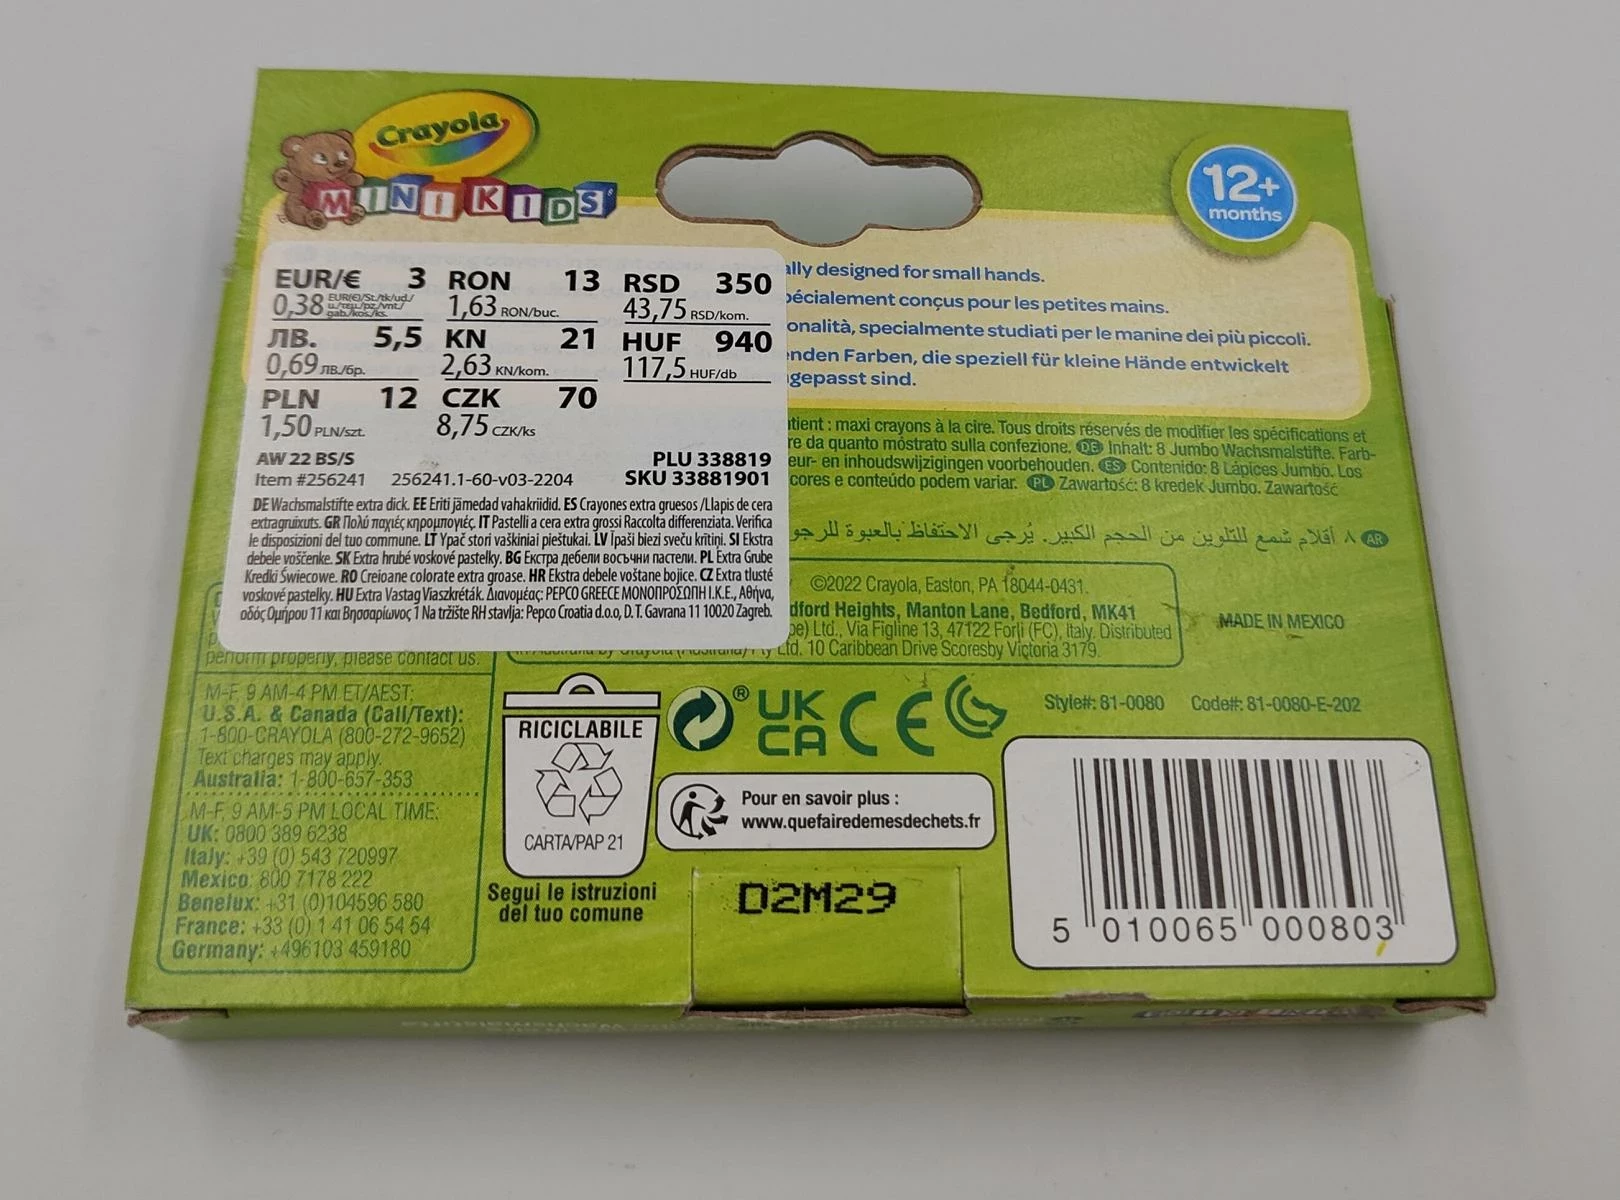 Crayola
MINI KIDS
12+
months
EUR/€ 3
0,38 EUR(€)/St./tk/ud./
gab./kos./ks.
RON 13
1,63 RON/buc.
RSD 350
43,75 RSD/kom.
ЛВ. 5,5
0,69 ЛВ./бр.
KN 21
2,63 KN/kom.
HUF 940
117,5 HUF/db
PLN 12
1,50 PLN/szt.
CZK 70
8,75 CZK/ks
AW 22 BS/S PLU 338819
Item #256241 256241.1-60-v03-2204 SKU 33881901
DE Wachsmalstifte extra dick. EE Eriti jämedad vahakriidid. ES Crayones extra gruesos /Llapis de cera
extragruixuts. GR Πολύ παχιές κηρομπογιές. IT Pastelli a cera extra grossi Raccolta differenziata. Verifica
le disposizioni del tuo commune. LT Ypač stori vaškiniai pieštukai. LV Īpaši biezi sveču krītiņi. SI Ekstra
debele voščenke. SK Extra hrubé voskové pastelky. BG Екстра дебели восъчни пастели. PL Extra Grube
Kredki Świecowe. RO Creioane colorate extra groase. HR Ekstra debele voštane bojice. CZ Extra tlusté
voskové pastelky. HU Extra Vastag Viaszkréták. Διανομέας: PEPCO GREECE ΜΟΝΟΠΡΟΣΩΠΗ Ι.Κ.Ε., Αθήνα,
οδός Ομήρου 11 και Βησσαρίωνος 1 Na tržište RH stavlja: Pepco Croatia d.o.o, D. T. Gavrana 11 10020 Zagreb.
ally designed for small hands.
pécialement conçus pour les petites mains.
onalità, specialmente studiati per le manine dei più piccoli.
enden Farben, die speziell für kleine Hände entwickelt
gepasst sind.
tient : maxi crayons à la cire. Tous droits réservés de modifier les spécifications et
re da quanto mostrato sulla confezione. DE Inhalt: 8 Jumbo Wachsmalstifte. Farb-
eur- en inhoudswijzigingen voorbehouden. ES Contenido: 8 Lápices Jumbo. Los
cores e conteúdo podem variar. PL Zawartość: 8 kredek Jumbo. Zawartość
AR ٨ أقلام شمع للتلوين من الحجم الكبير. يُرجى الاحتفاظ بالعبوة للرجو
©2022 Crayola, Easton, PA 18044-0431.
dford Heights, Manton Lane, Bedford, MK41
pe) Ltd., Via Figline 13, 47122 Forlì (FC), Italy. Distributed
in Australia by Crayola (Australia) Pty Ltd. 10 Caribbean Drive Scoresby Victoria 3179.
MADE IN MEXICO
perform properly, please contact us.
M-F, 9 AM-4 PM ET/AEST:
U.S.A. & Canada (Call/Text):
1-800-CRAYOLA (800-272-9652)
Text charges may apply.
Australia: 1-800-657-353
M-F, 9 AM-5 PM LOCAL TIME:
UK: 0800 389 6238
Italy: +39 (0) 543 720997
Mexico: 800 7178 222
Benelux: +31 (0)104596 580
France: +33 (0) 1 41 06 54 54
Germany: +496103 459180
RICICLABILE
CARTA/PAP 21
Segui le istruzioni
del tuo comune
®
UK
CA
CE
Pour en savoir plus :
www.quefairedemesdechets.fr
D2M29
Style#: 81-0080 Code#: 81-0080-E-202
5 010065 000803